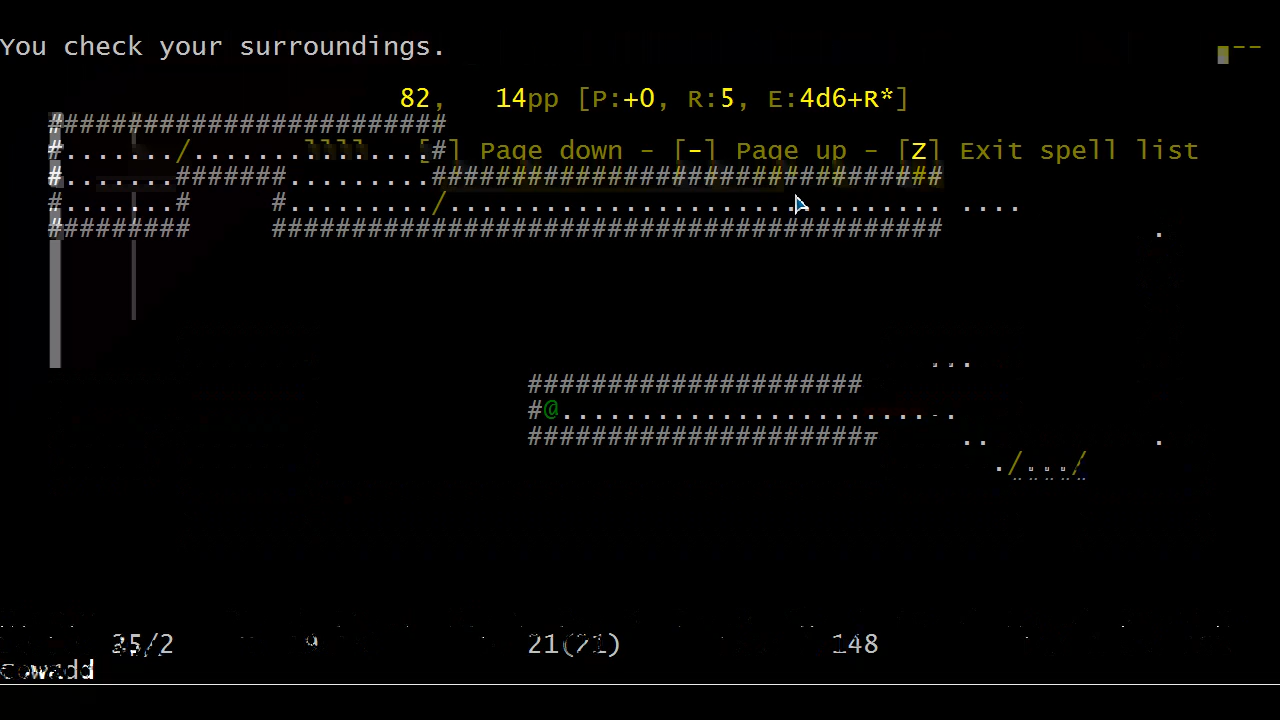 You check your surroundings.
82, 14pp [P:+0, R:5, E:4d6+R*]
########################
#......./...............#] Page down - [-] Page up - [Z] Exit spell list
#.......#######.........################################
#.......# #........./............................... ....
######### ########################################## .
...
#####################
#@.........................
###################### .. .
./.../
21(21) 148